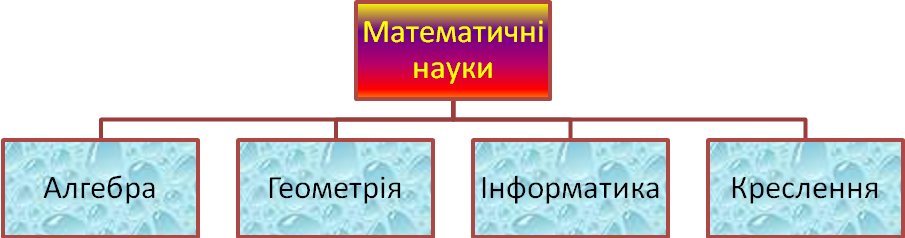 Математичні
науки
Алгебра
Геометрія
Інформатика
Креслення